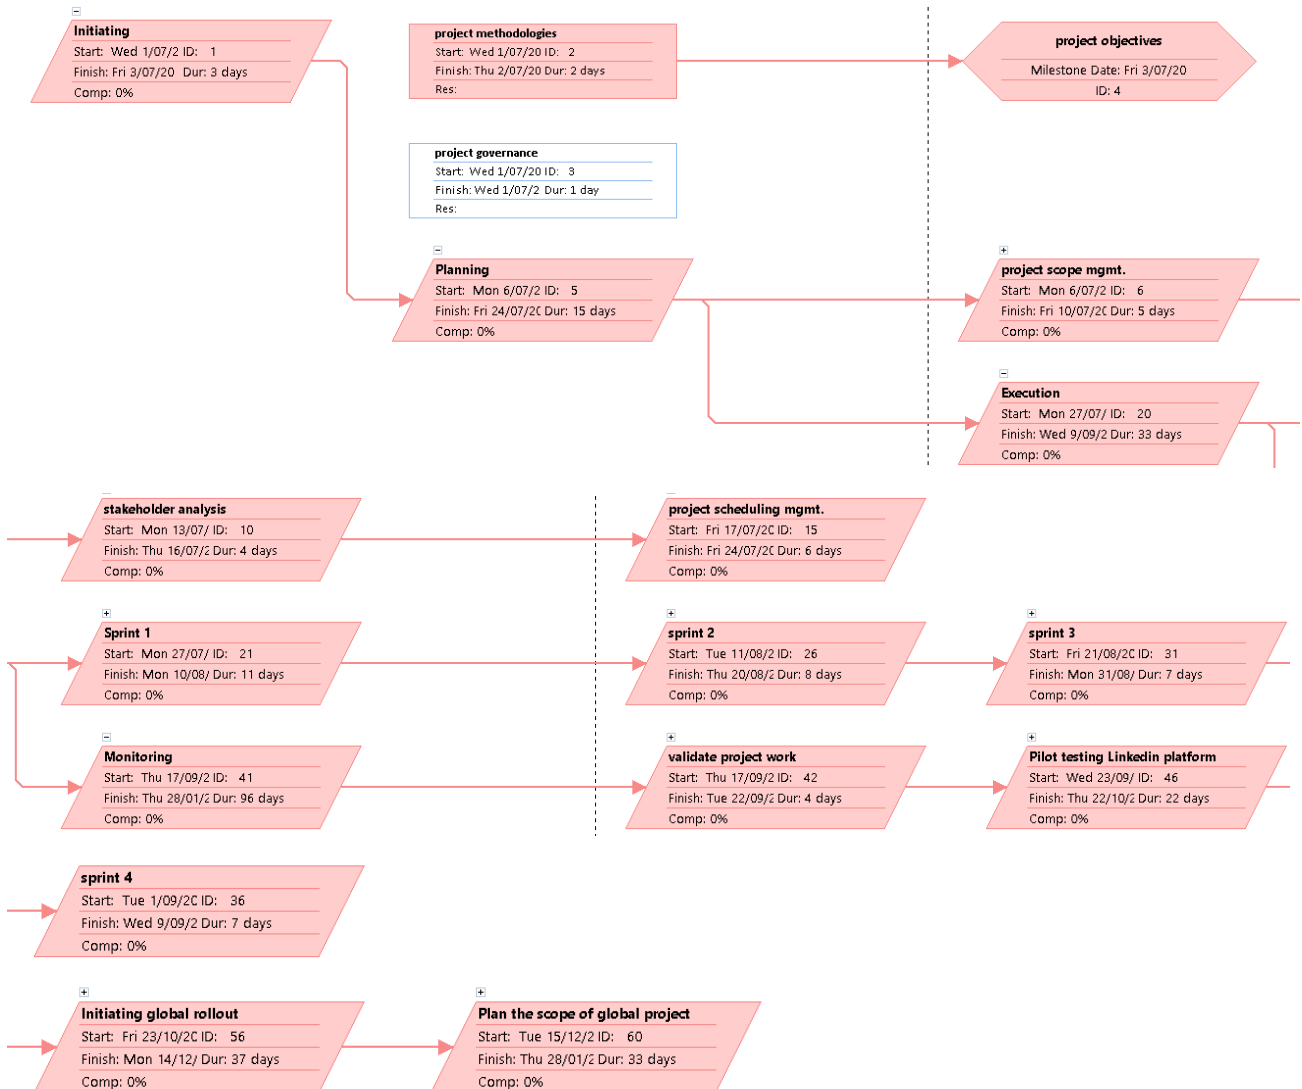 Initiating
Start: Wed 1/07/2 ID: 1
Finish: Fri 3/07/20 Dur: 3 days
Comp: 0%
project methodologies
Start: Wed 1/07/20 ID: 2
Finish: Thu 2/07/20 Dur: 2 days
Res:
project objectives
Milestone Date: Fri 3/07/20
ID: 4
project governance
Start: Wed 1/07/20 ID: 3
Finish: Wed 1/07/2 Dur: 1 day
Res:
Planning
Start: Mon 6/07/2 ID: 5
Finish: Fri 24/07/20 Dur: 15 days
Comp: 0%
project scope mgmt.
Start: Mon 6/07/2 ID: 6
Finish: Fri 10/07/20 Dur: 5 days
Comp: 0%
Execution
Start: Mon 27/07/ ID: 20
Finish: Wed 9/09/2 Dur: 33 days
Comp: 0%
stakeholder analysis
Start: Mon 13/07/ ID: 10
Finish: Thu 16/07/2 Dur: 4 days
Comp: 0%
project scheduling mgmt.
Start: Fri 17/07/20 ID: 15
Finish: Fri 24/07/20 Dur: 6 days
Comp: 0%
Sprint 1
Start: Mon 27/07/ ID: 21
Finish: Mon 10/08/ Dur: 11 days
Comp: 0%
sprint 2
Start: Tue 11/08/2 ID: 26
Finish: Thu 20/08/2 Dur: 8 days
Comp: 0%
sprint 3
Start: Fri 21/08/20 ID: 31
Finish: Mon 31/08/ Dur: 7 days
Comp: 0%
Monitoring
Start: Thu 17/09/2 ID: 41
Finish: Thu 28/01/2 Dur: 96 days
Comp: 0%
validate project work
Start: Thu 17/09/2 ID: 42
Finish: Tue 22/09/2 Dur: 4 days
Comp: 0%
Pilot testing Linkedin platform
Start: Wed 23/09/ ID: 46
Finish: Thu 22/10/2 Dur: 22 days
Comp: 0%
sprint 4
Start: Tue 1/09/20 ID: 36
Finish: Wed 9/09/2 Dur: 7 days
Comp: 0%
Initiating global rollout
Start: Fri 23/10/20 ID: 56
Finish: Mon 14/12/ Dur: 37 days
Comp: 0%
Plan the scope of global project
Start: Tue 15/12/2 ID: 60
Finish: Thu 28/01/2 Dur: 33 days
Comp: 0%